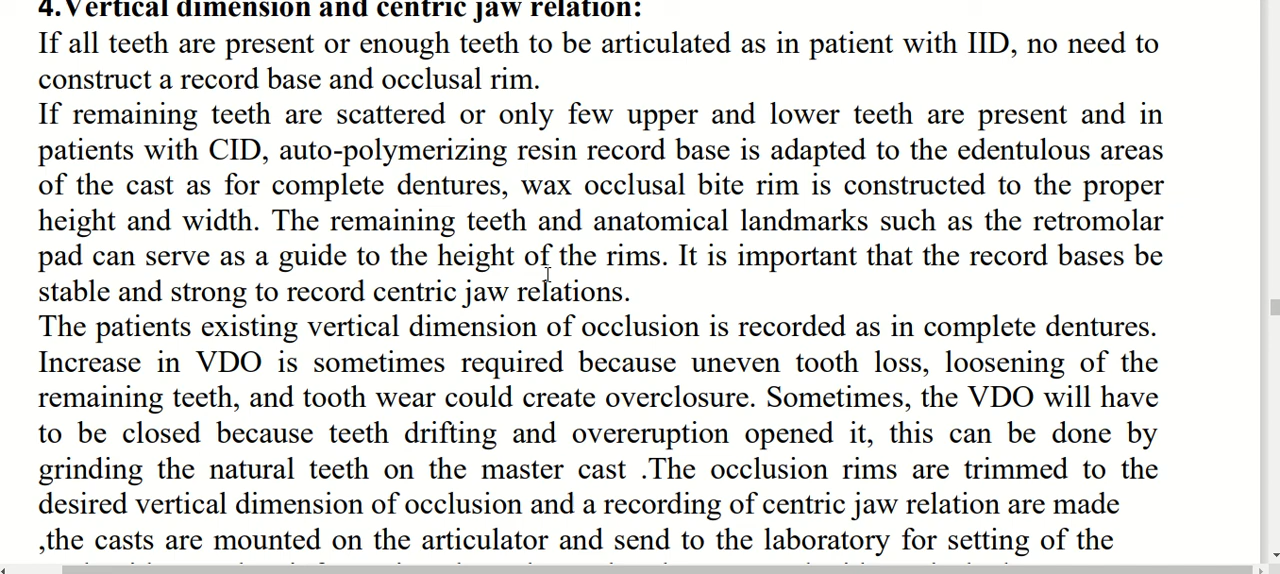 4.Vertical dimension and centric jaw relation:
If all teeth are present or enough teeth to be articulated as in patient with IID, no need to
construct a record base and occlusal rim.
If remaining teeth are scattered or only few upper and lower teeth are present and in
patients with CID, auto-polymerizing resin record base is adapted to the edentulous areas
of the cast as for complete dentures, wax occlusal bite rim is constructed to the proper
height and width. The remaining teeth and anatomical landmarks such as the retromolar
pad can serve as a guide to the height of the rims. It is important that the record bases be
stable and strong to record centric jaw relations.
The patients existing vertical dimension of occlusion is recorded as in complete dentures.
Increase in VDO is sometimes required because uneven tooth loss, loosening of the
remaining teeth, and tooth wear could create overclosure. Sometimes, the VDO will have
to be closed because teeth drifting and overeruption opened it, this can be done by
grinding the natural teeth on the master cast .The occlusion rims are trimmed to the
desired vertical dimension of occlusion and a recording of centric jaw relation are made
,the casts are mounted on the articulator and send to the laboratory for setting of the